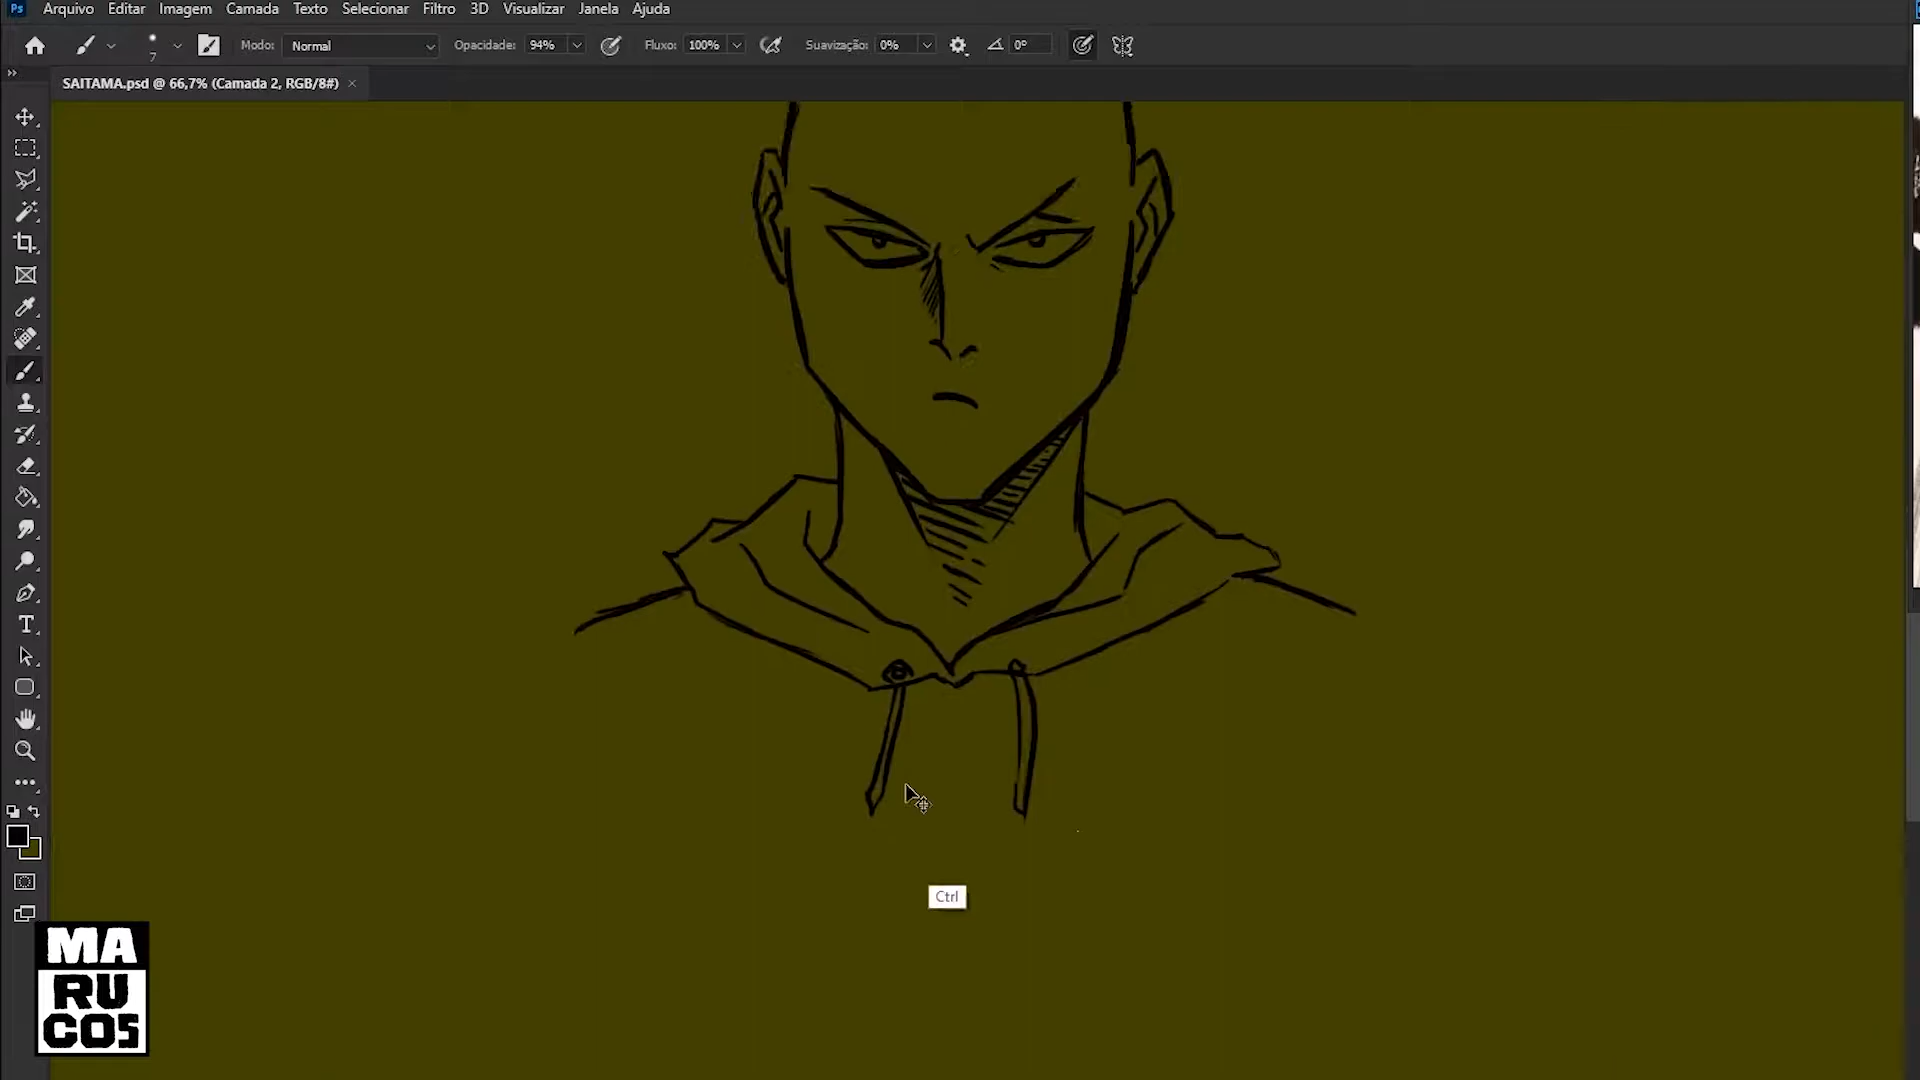 Ps Arquivo Editar Imagem Camada Texto Selecionar Filtro 3D Visualizar Janela Ajuda
7 Modo: Normal Opacidade: 94% Fluxo: 100% Suavização: 0% 0°
SAITAMA.psd @ 66,7% (Camada 2, RGB/8#) ×
T
Ctrl
MA
RU
COS